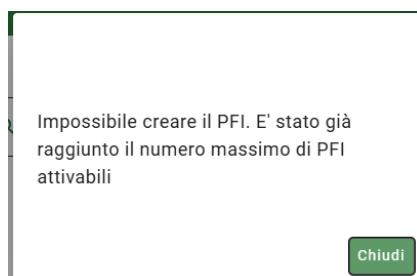 Impossibile creare il PFI. E' stato già
raggiunto il numero massimo di PFI
attivabili
Chiudi